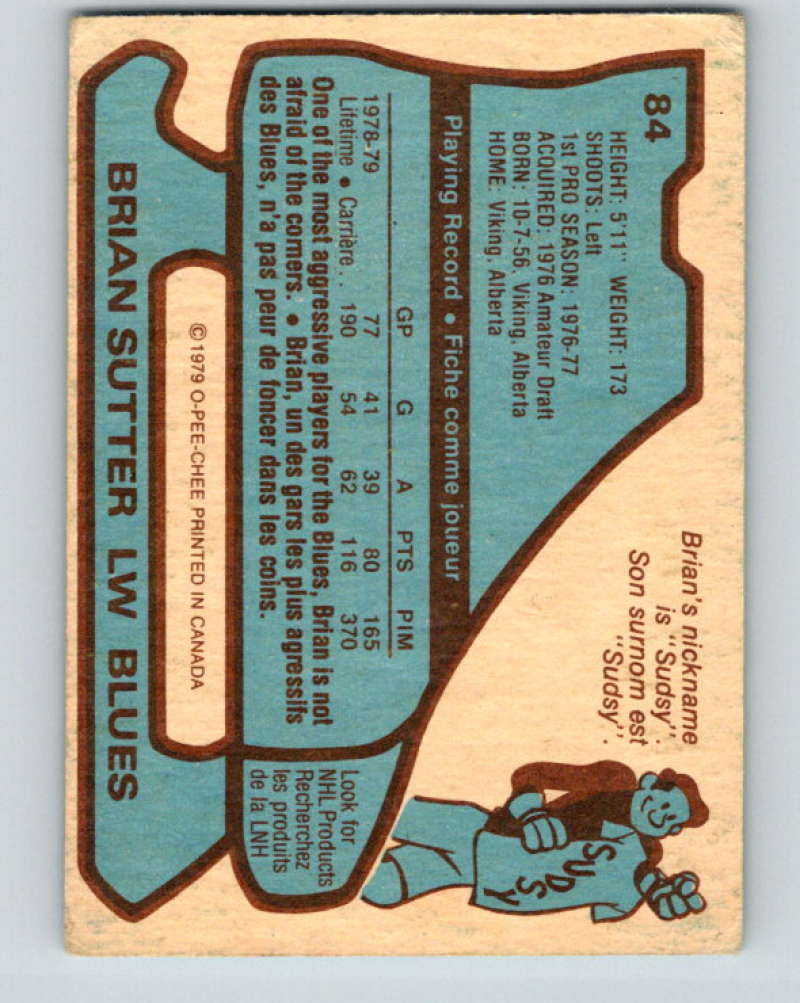 84
HEIGHT: 5'11" WEIGHT: 173
SHOOTS: Left
1st PRO SEASON: 1976-77
ACQUIRED: 1976 Amateur Draft
BORN: 10-7-56, Viking, Alberta
HOME: Viking, Alberta
Brian's nickname
is "Sudsy".
Son surnom est
"Sudsy".
SUDSY
Playing Record • Fiche comme joueur
GP G A PTS PIM
1978-79 77 41 39 80 165
Lifetime • Carrière . . 190 54 62 116 370
One of the most aggressive players for the Blues, Brian is not
afraid of the corners. • Brian, un des gars les plus agressifs
des Blues, n'a pas peur de foncer dans les coins.
Look for
NHL Products
Recherchez
les produits
de la LNH
©1979 O-PEE-CHEE PRINTED IN CANADA
BRIAN SUTTER LW BLUES